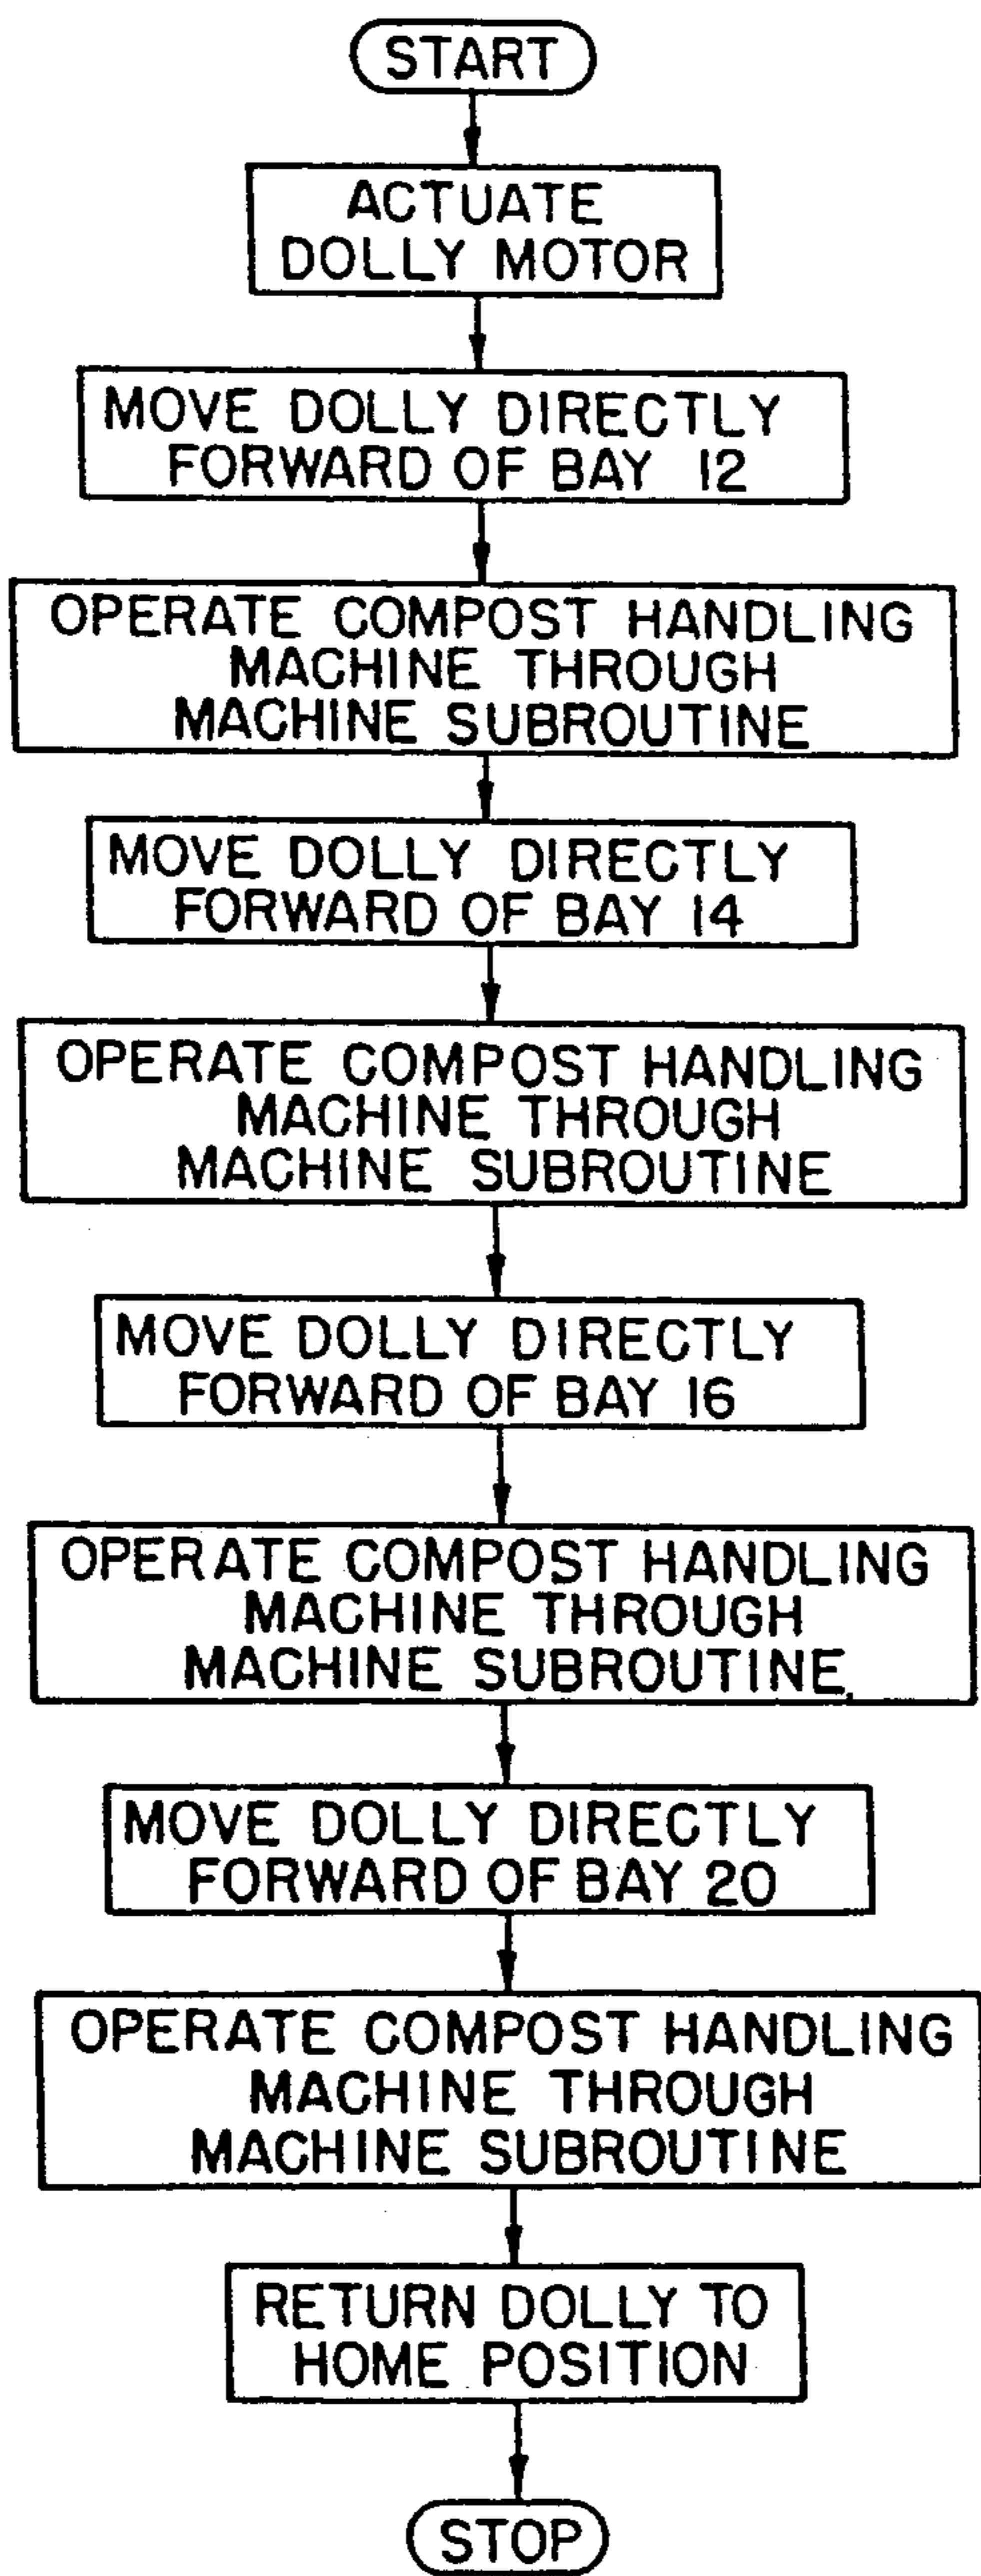 START
ACTUATE
DOLLY MOTOR
MOVE DOLLY DIRECTLY
FORWARD OF BAY 12
OPERATE COMPOST HANDLING
MACHINE THROUGH
MACHINE SUBROUTINE
MOVE DOLLY DIRECTLY
FORWARD OF BAY 14
OPERATE COMPOST HANDLING
MACHINE THROUGH
MACHINE SUBROUTINE
MOVE DOLLY DIRECTLY
FORWARD OF BAY 16
OPERATE COMPOST HANDLING
MACHINE THROUGH
MACHINE SUBROUTINE
MOVE DOLLY DIRECTLY
FORWARD OF BAY 20
OPERATE COMPOST HANDLING
MACHINE THROUGH
MACHINE SUBROUTINE
RETURN DOLLY TO
HOME POSITION
STOP